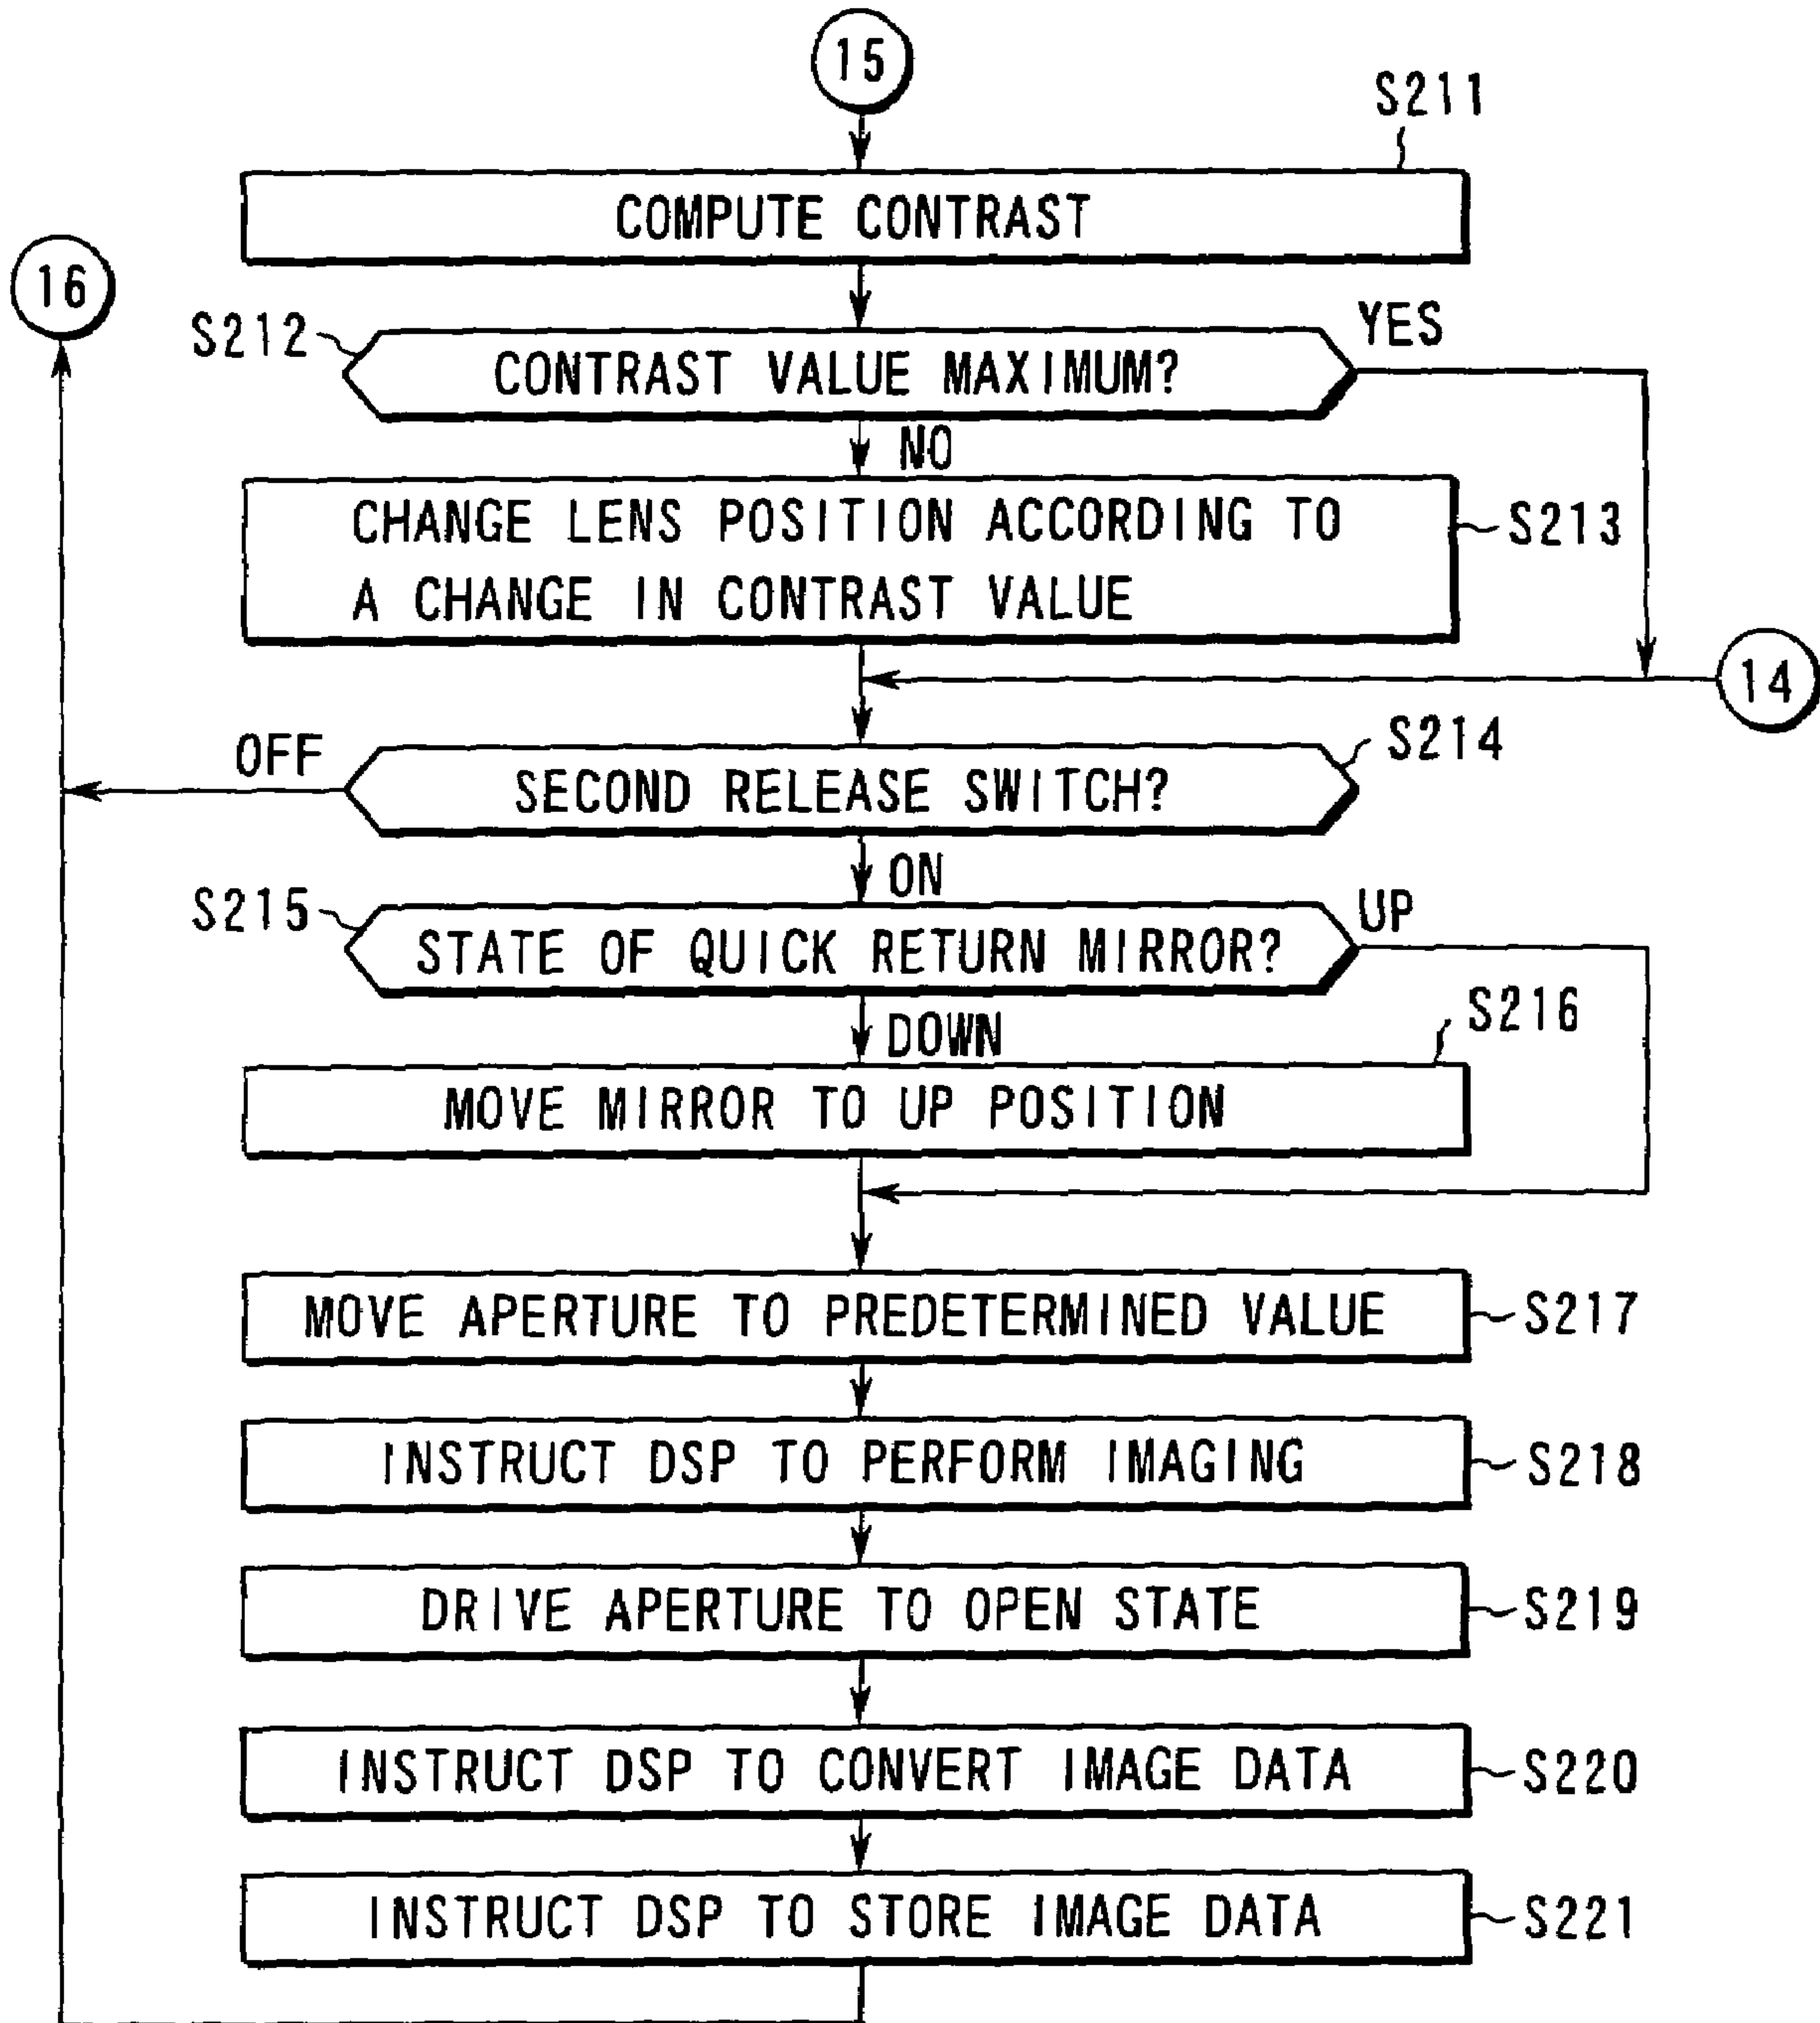 15
S211
COMPUTE CONTRAST
16
S212
CONTRAST VALUE MAXIMUM?
YES
NO
CHANGE LENS POSITION ACCORDING TO
A CHANGE IN CONTRAST VALUE
S213
14
OFF
SECOND RELEASE SWITCH?
S214
ON
S215
STATE OF QUICK RETURN MIRROR?
UP
DOWN
S216
MOVE MIRROR TO UP POSITION
MOVE APERTURE TO PREDETERMINED VALUE
S217
INSTRUCT DSP TO PERFORM IMAGING
S218
DRIVE APERTURE TO OPEN STATE
S219
INSTRUCT DSP TO CONVERT IMAGE DATA
S220
INSTRUCT DSP TO STORE IMAGE DATA
S221